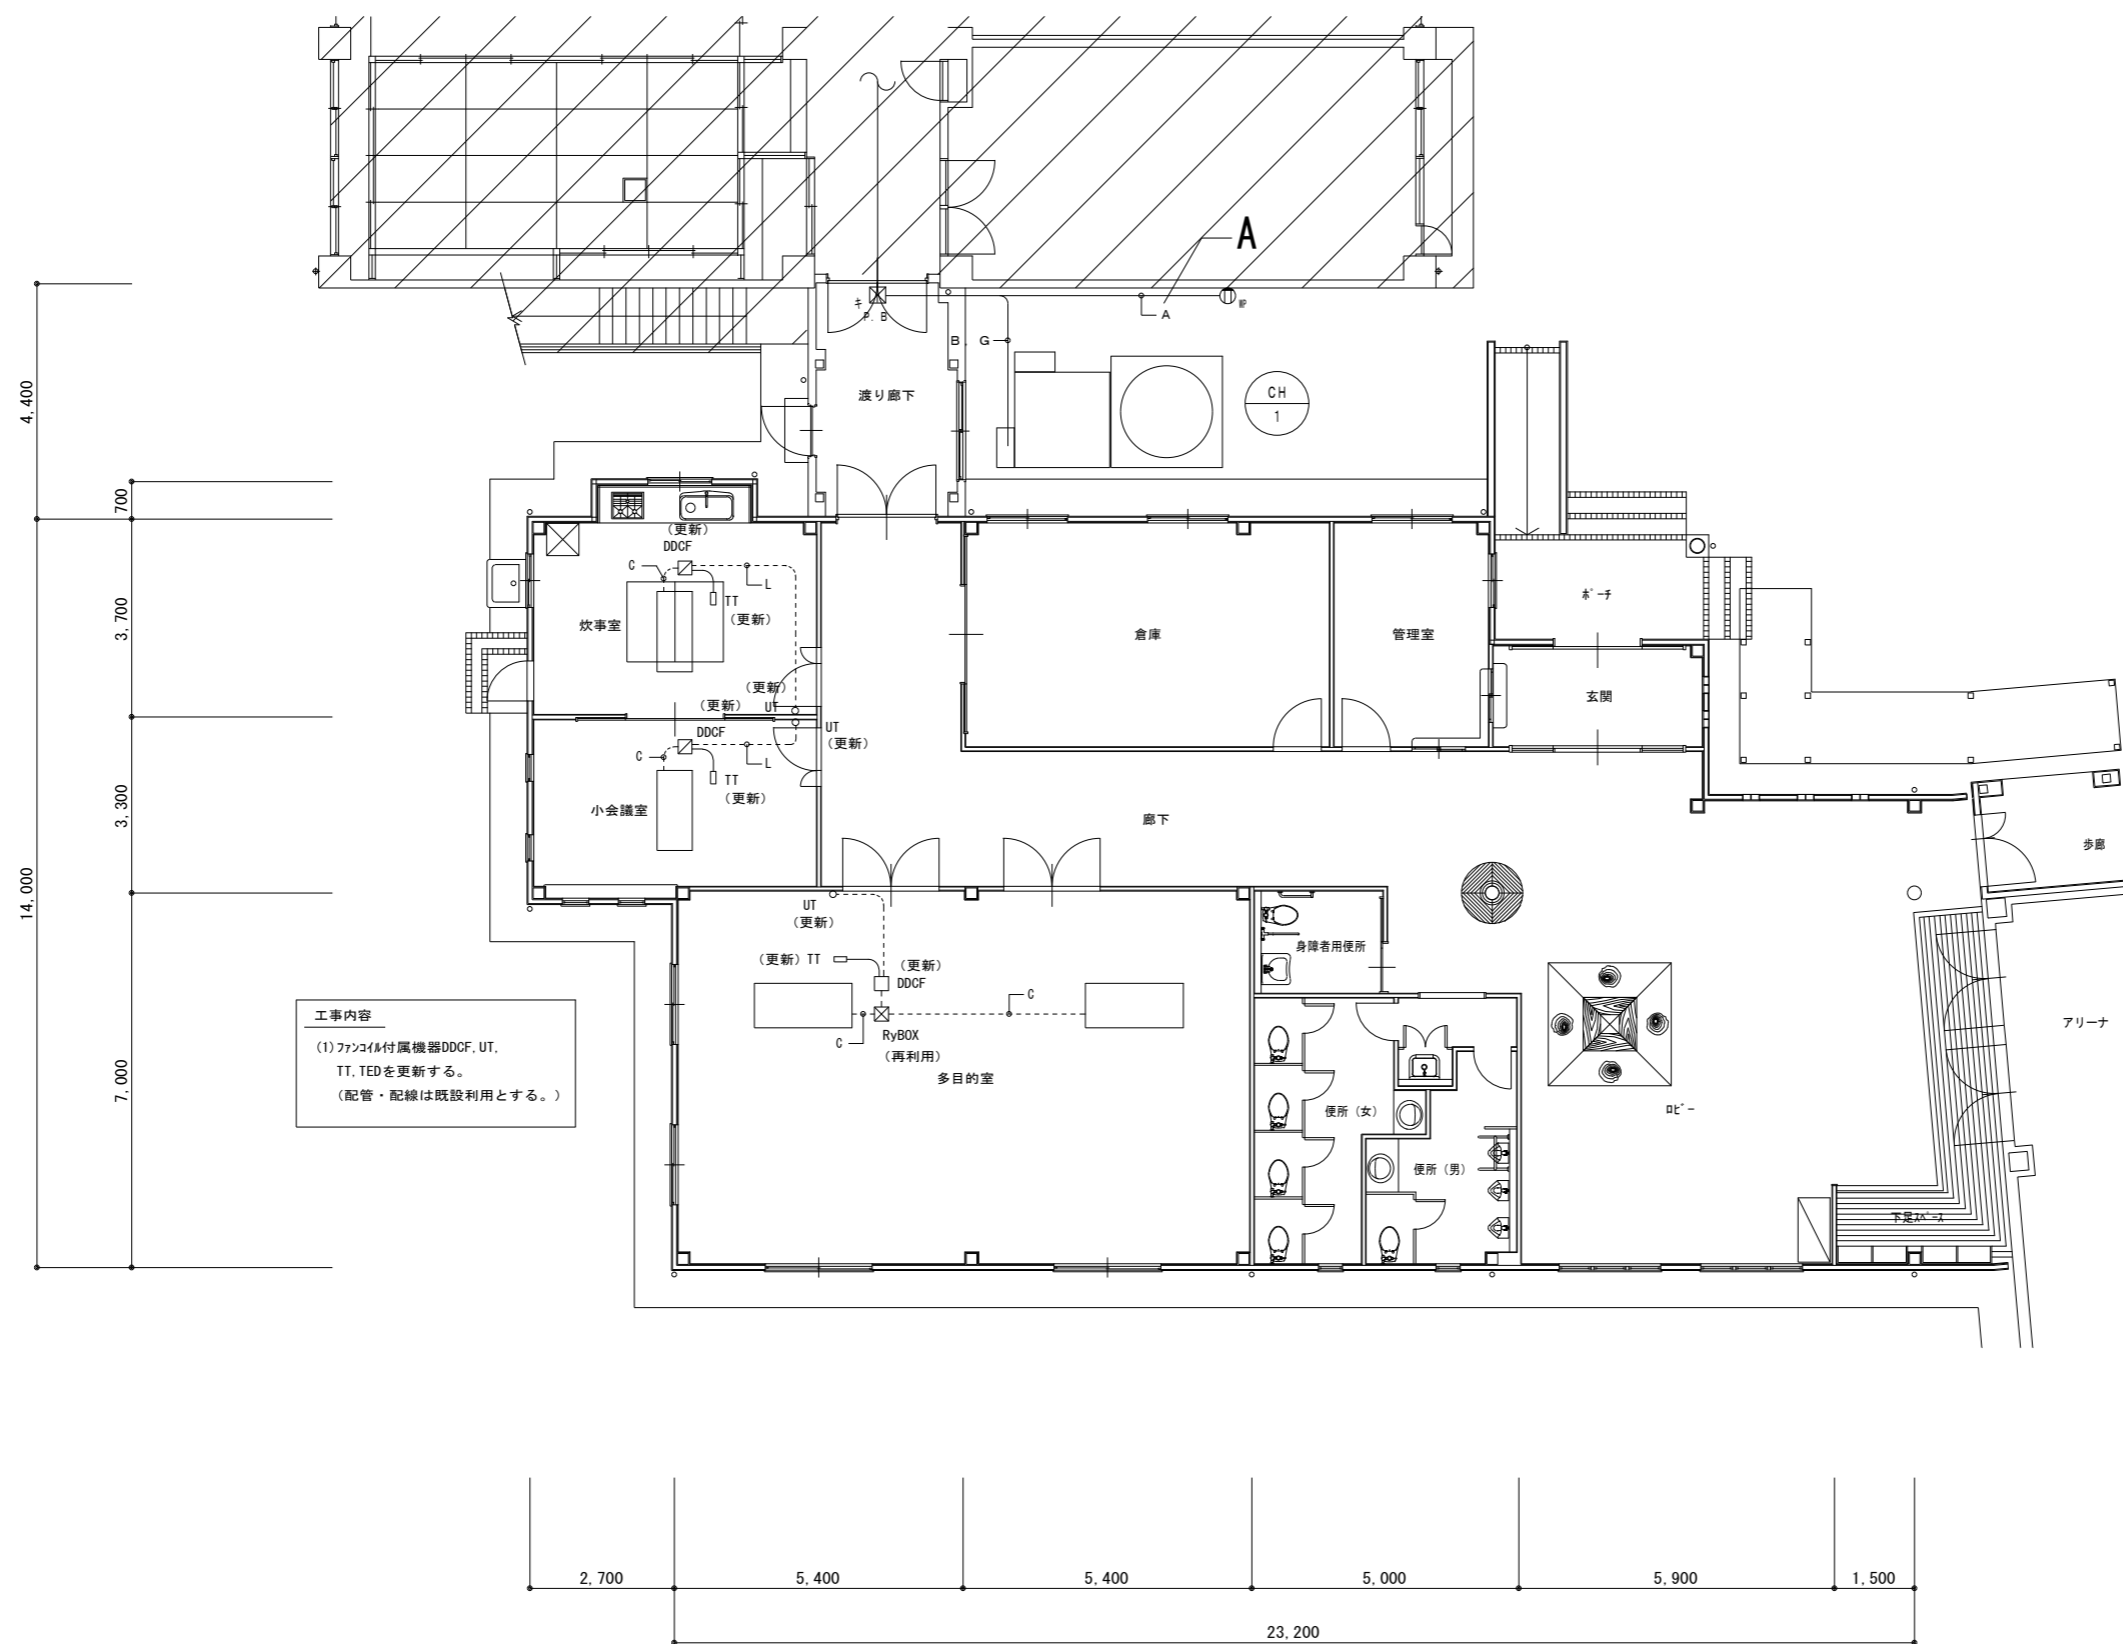 A
キ
P. B
A
WP
B G
渡り廊下
CH
1
4,400
700
3,700
3,300
14,000
7,000
(更新)
DDCF
C
L
TT
(更新)
炊事室
(更新)
(更新)
UT
DDCF
UT
(更新)
C
L
TT
(更新)
小会議室
倉庫
管理室
ポーチ
玄関
廊下
歩廊
UT
(更新)
(更新) TT
(更新)
DDCF
C
C
RyBOX
(再利用)
多目的室
身障者用便所
便所(女)
便所(男)
ロビー
アリーナ
下足スペース
工事内容
(1)ファンコイル付属機器DDCF,UT,
TT,TEDを更新する。
(配管・配線は既設利用とする。)
2,700
5,400
5,400
5,000
5,900
1,500
23,200